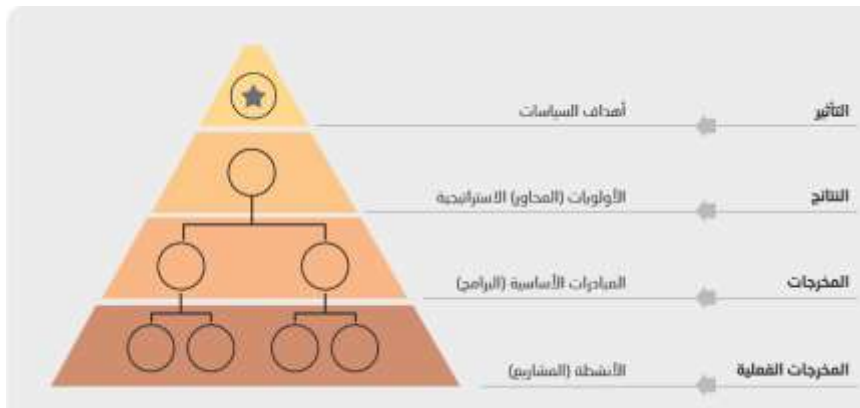 التأثير
أهداف السياسات
النتائج
الأولويات (المحاور) الاستراتيجية
المخرجات
المبادرات الأساسية (البرامج)
المخرجات الفعلية
الأنشطة (المشاريع)